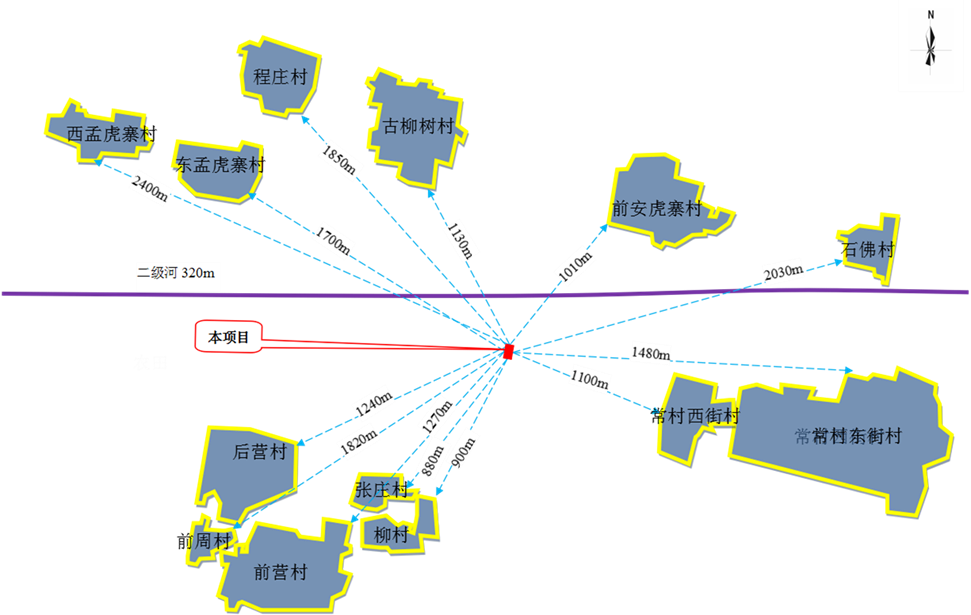 N
程庄村
古柳树村
西孟虎寨村
东孟虎寨村
前安虎寨村
石佛村
1850m
2400m
1700m
1130m
1010m
2030m
二级河 320m
本项目
1480m
1100m
1240m
1820m
1270m
880m
900m
常村西街村
常村东街村
后营村
张庄村
柳村
前周村
前营村